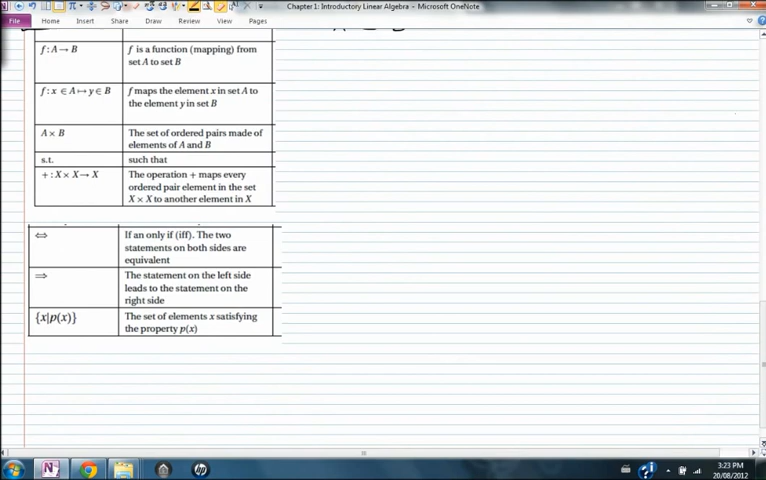 Chapter 1: Introductory Linear Algebra - Microsoft OneNote
File Home Insert Share Draw Review View Pages
f : A → B
f is a function (mapping) from
set A to set B
f : x ∈ A ↦ y ∈ B
f maps the element x in set A to
the element y in set B
A × B
The set of ordered pairs made of
elements of A and B
s.t.
such that
+ : X × X → X
The operation + maps every
ordered pair element in the set
X × X to another element in X
⇔
If an only if (iff). The two
statements on both sides are
equivalent
⇒
The statement on the left side
leads to the statement on the
right side
{x|p(x)}
The set of elements x satisfying
the property p(x)
3:23 PM
20/08/2012